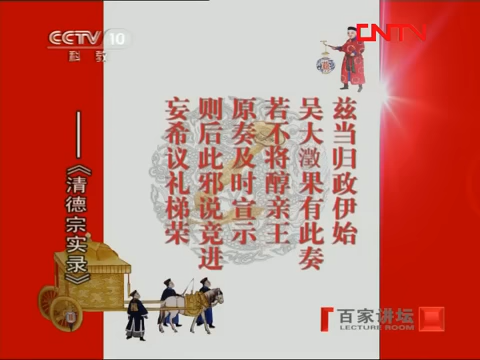 CCTV 10
科教
CNTV
兹当归政伊始
吴大澂果有此奏
若不将醇亲王
原奏及时宣示
则后此邪说竞进
妄希议礼梯荣
——《清德宗实录》
百家讲坛
LECTURE ROOM